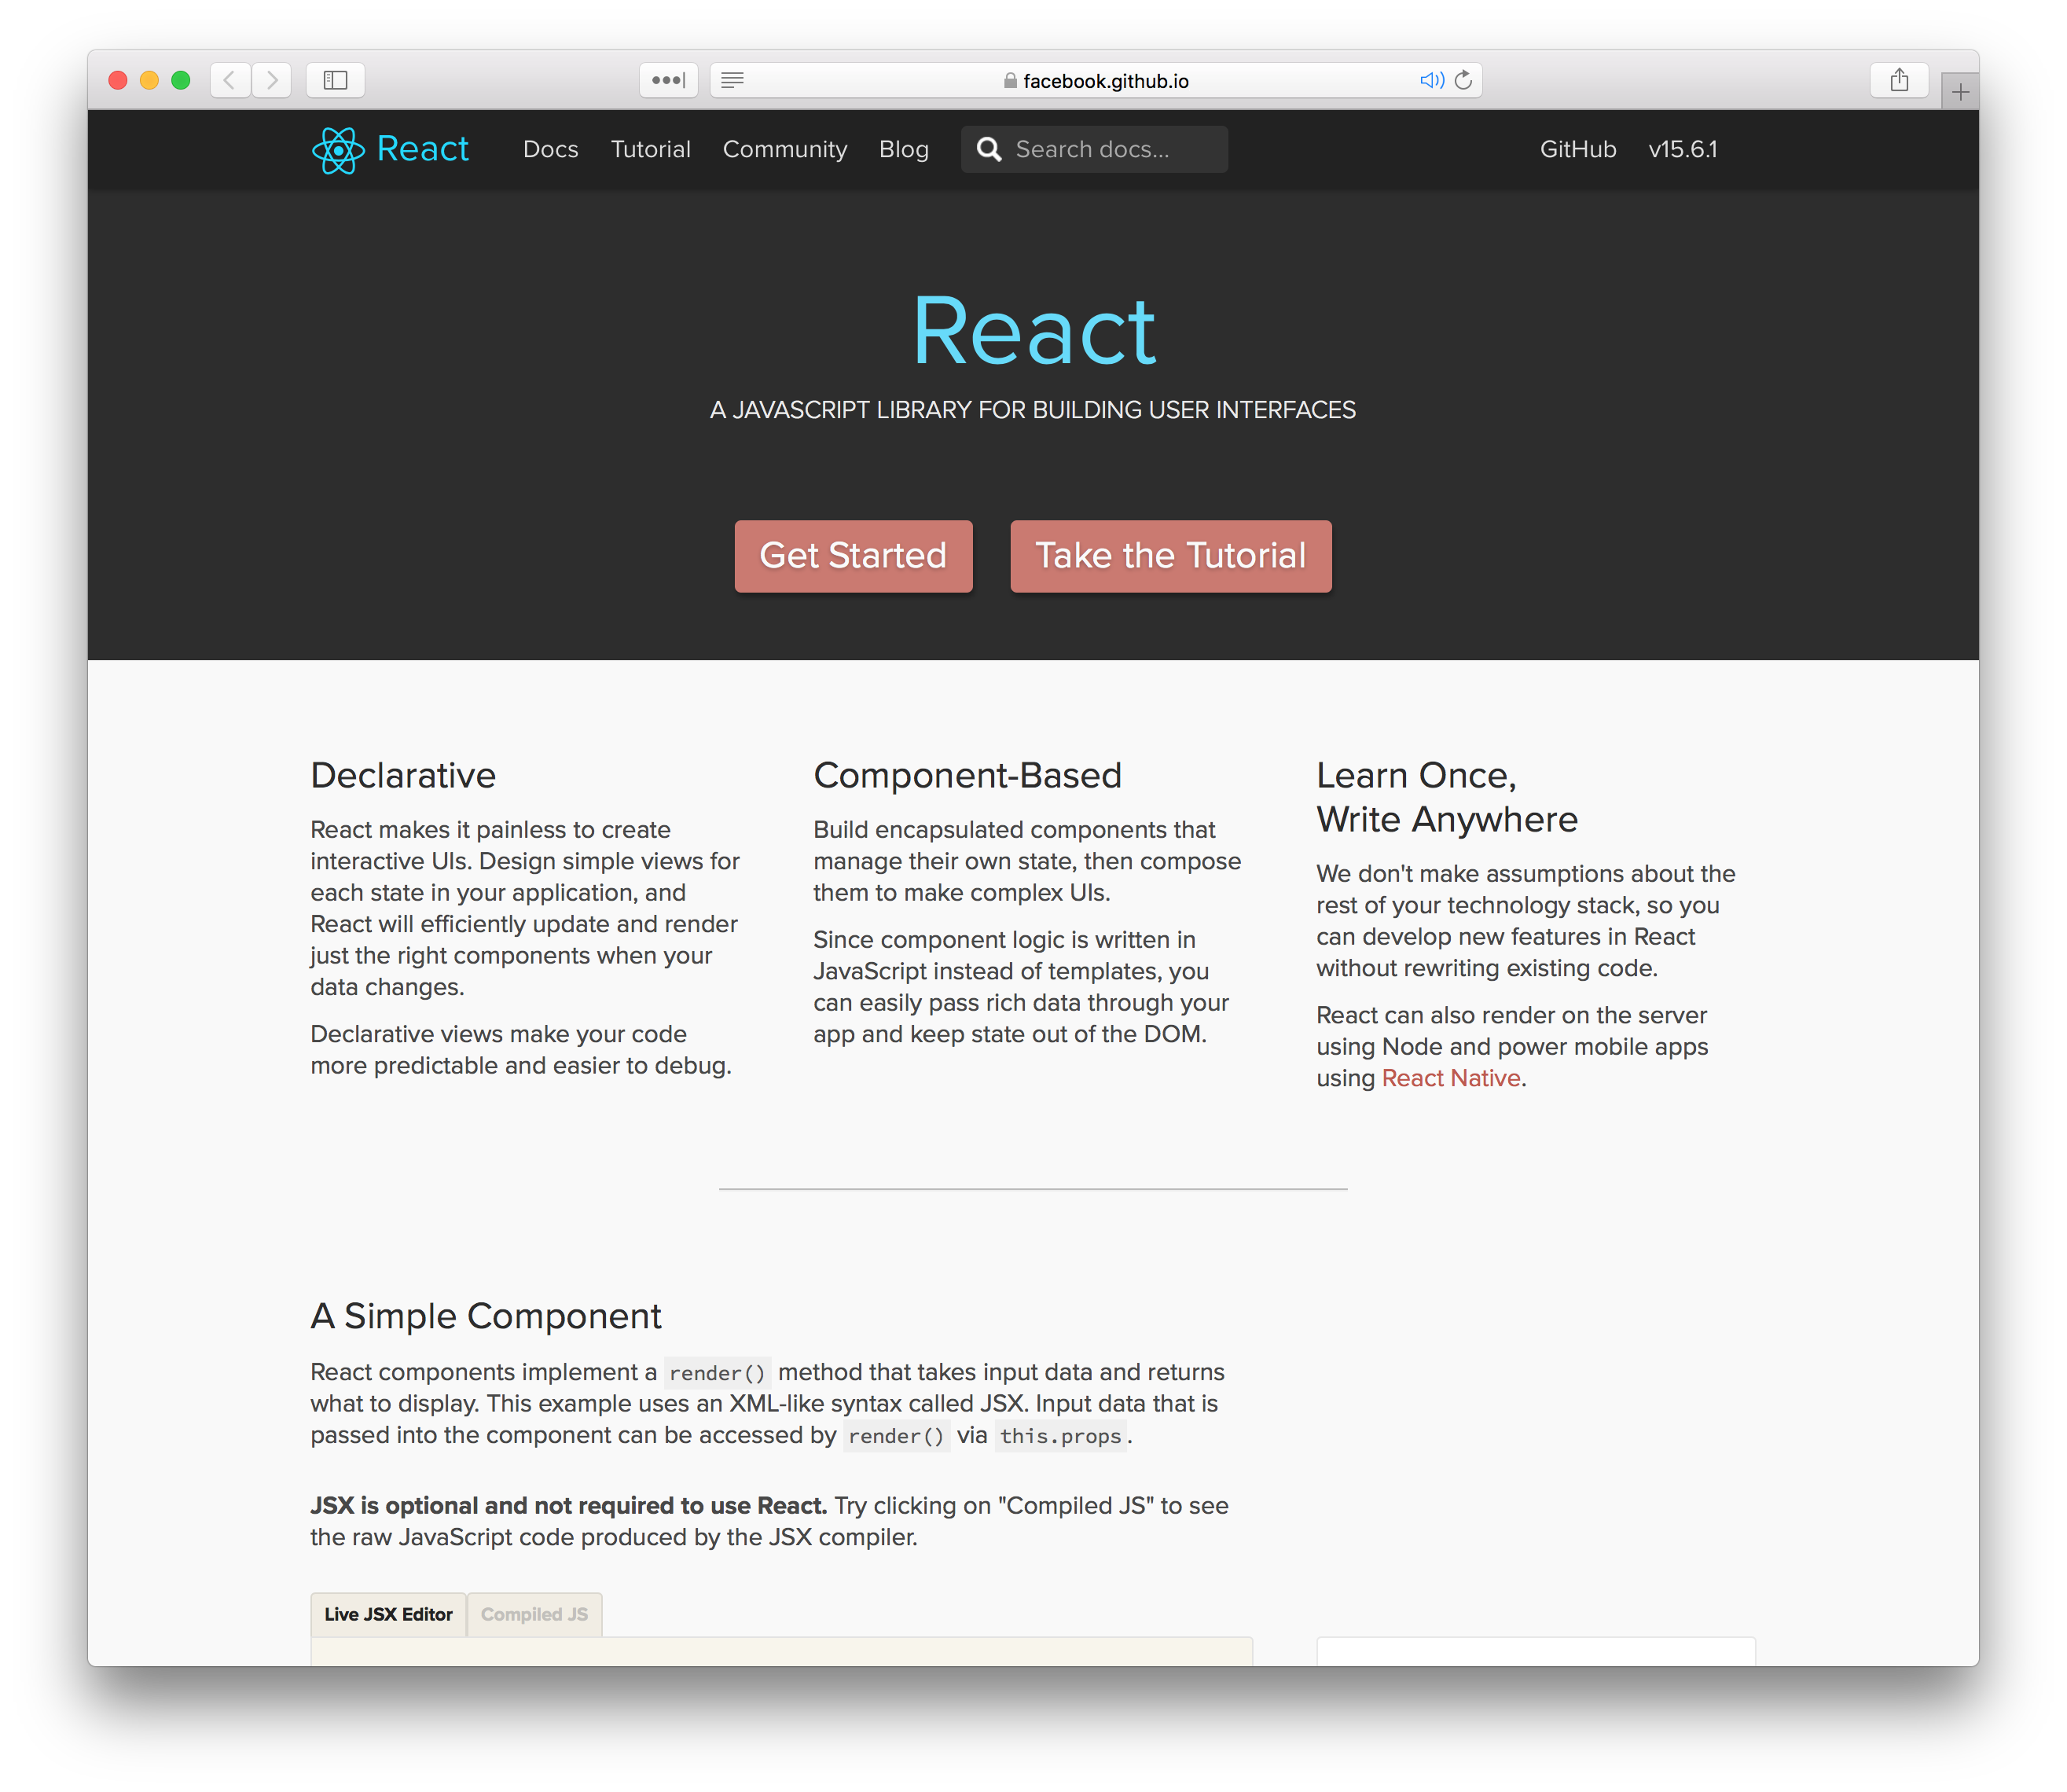 facebook.github.io
React Docs Tutorial Community Blog Search docs... GitHub v15.6.1
React
A JAVASCRIPT LIBRARY FOR BUILDING USER INTERFACES
Get Started Take the Tutorial
Declarative
React makes it painless to create
interactive UIs. Design simple views for
each state in your application, and
React will efficiently update and render
just the right components when your
data changes.
Declarative views make your code
more predictable and easier to debug.
Component-Based
Build encapsulated components that
manage their own state, then compose
them to make complex UIs.
Since component logic is written in
JavaScript instead of templates, you
can easily pass rich data through your
app and keep state out of the DOM.
Learn Once,
Write Anywhere
We don't make assumptions about the
rest of your technology stack, so you
can develop new features in React
without rewriting existing code.
React can also render on the server
using Node and power mobile apps
using React Native.
A Simple Component
React components implement a render() method that takes input data and returns
what to display. This example uses an XML-like syntax called JSX. Input data that is
passed into the component can be accessed by render() via this.props.
JSX is optional and not required to use React. Try clicking on "Compiled JS" to see
the raw JavaScript code produced by the JSX compiler.
Live JSX Editor Compiled JS